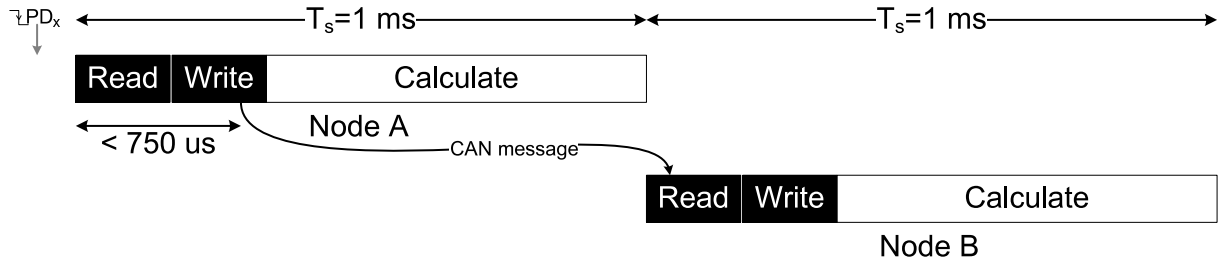 PDx
Ts=1 ms
Ts=1 ms
Read Write Calculate
< 750 us
Node A
CAN message
Read Write Calculate
Node B